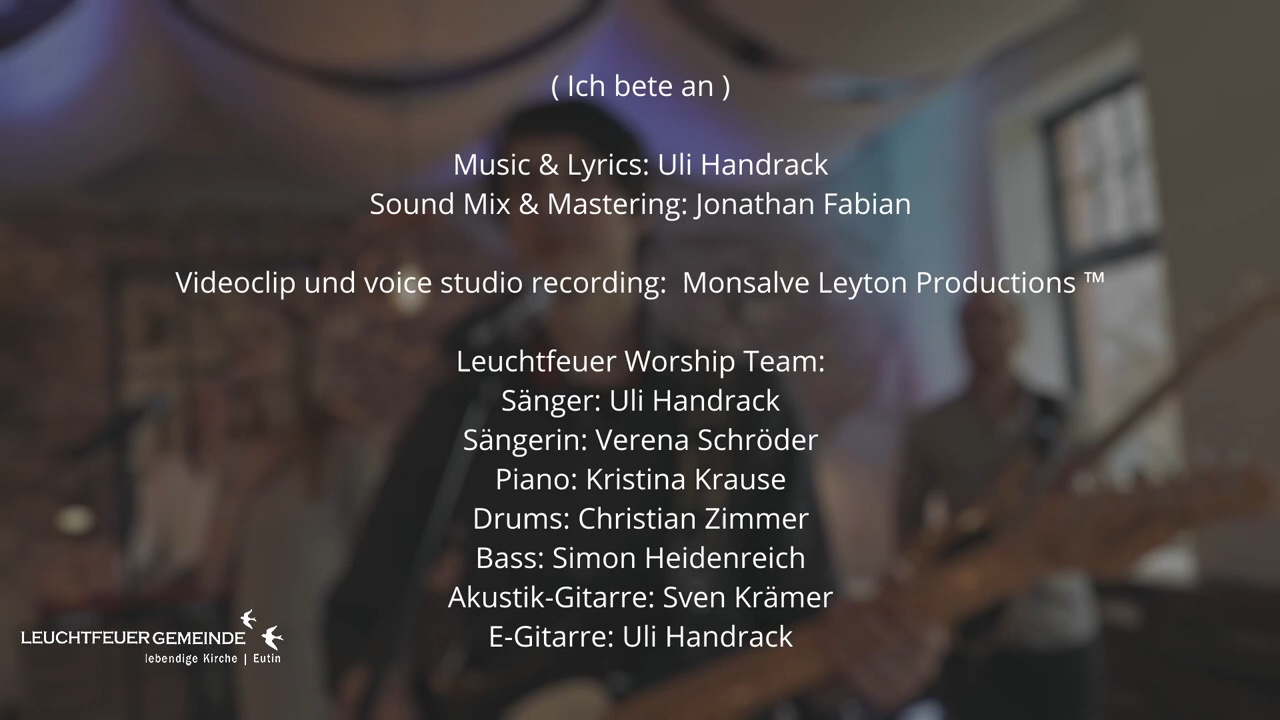 ( Ich bete an )
Music & Lyrics: Uli Handrack
Sound Mix & Mastering: Jonathan Fabian
Videoclip und voice studio recording:  Monsalve Leyton Productions ™
Leuchtfeuer Worship Team:
Sänger: Uli Handrack
Sängerin: Verena Schröder
Piano: Kristina Krause
Drums: Christian Zimmer
Bass: Simon Heidenreich
Akustik-Gitarre: Sven Krämer
E-Gitarre: Uli Handrack
LEUCHTFEUERGEMEINDE
lebendige Kirche | Eutin